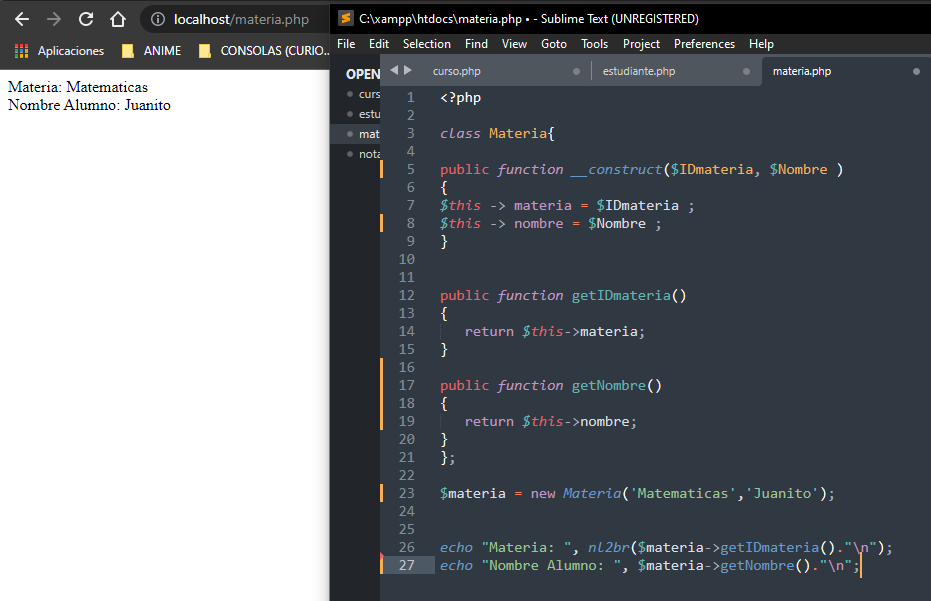 localhost/materia.php
Aplicaciones ANIME CONSOLAS (CURIO...
Materia: Matematicas
Nombre Alumno: Juanito
C:\xampp\htdocs\materia.php • - Sublime Text (UNREGISTERED)
File Edit Selection Find View Goto Tools Project Preferences Help
OPEN
curs
estu
mat
nota
curso.php estudiante.php materia.php
1 <?php
2
3 class Materia{
4
5 public function __construct($IDmateria, $Nombre )
6 {
7 $this -> materia = $IDmateria ;
8 $this -> nombre = $Nombre ;
9 }
10
11
12 public function getIDmateria()
13 {
14 return $this->materia;
15 }
16
17 public function getNombre()
18 {
19 return $this->nombre;
20 }
21 };
22
23 $materia = new Materia('Matematicas','Juanito');
24
25
26 echo "Materia: ", nl2br($materia->getIDmateria()."\n");
27 echo "Nombre Alumno: ", $materia->getNombre()."\n";